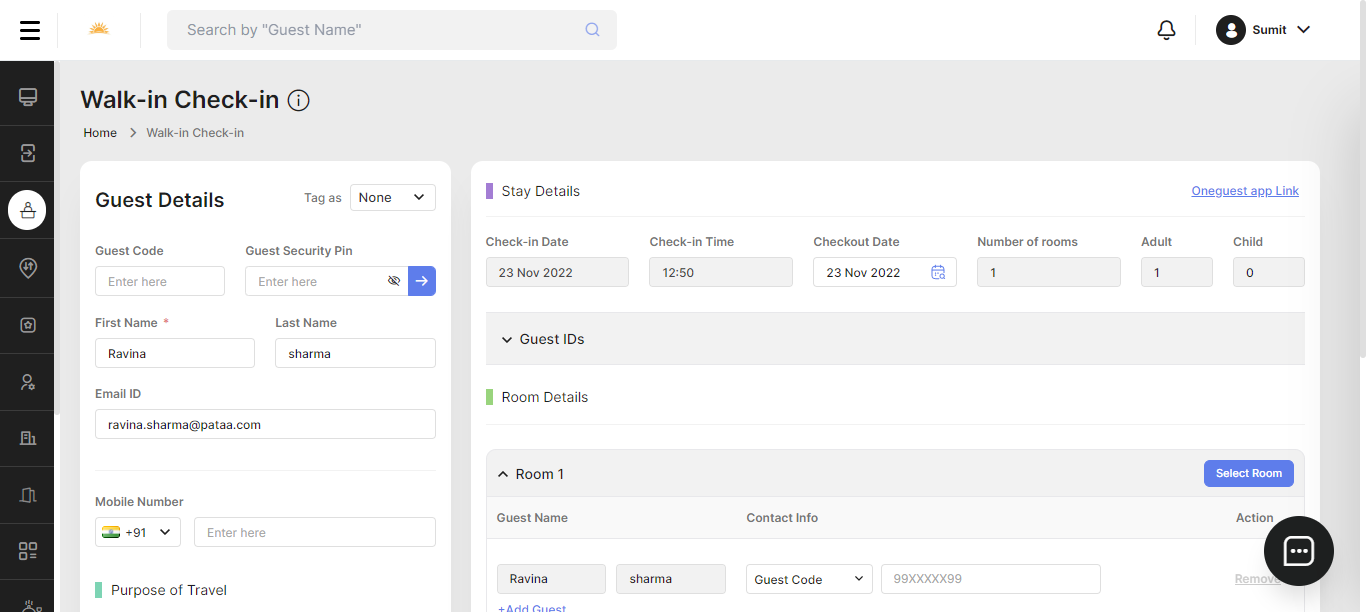 Search by "Guest Name"
Sumit
Walk-in Check-in
Home > Walk-in Check-in
Guest Details
Tag as None
Guest Code Guest Security Pin
Enter here Enter here
First Name * Last Name
Ravina sharma
Email ID
ravina.sharma@pataa.com
Mobile Number
+91 Enter here
Purpose of Travel
Stay Details Oneguest app Link
Check-in Date Check-in Time Checkout Date Number of rooms Adult Child
23 Nov 2022 12:50 23 Nov 2022 1 1 0
Guest IDs
Room Details
Room 1 Select Room
Guest Name Contact Info Action
Ravina sharma Guest Code 99XXXXX99 Remove
+Add Guest